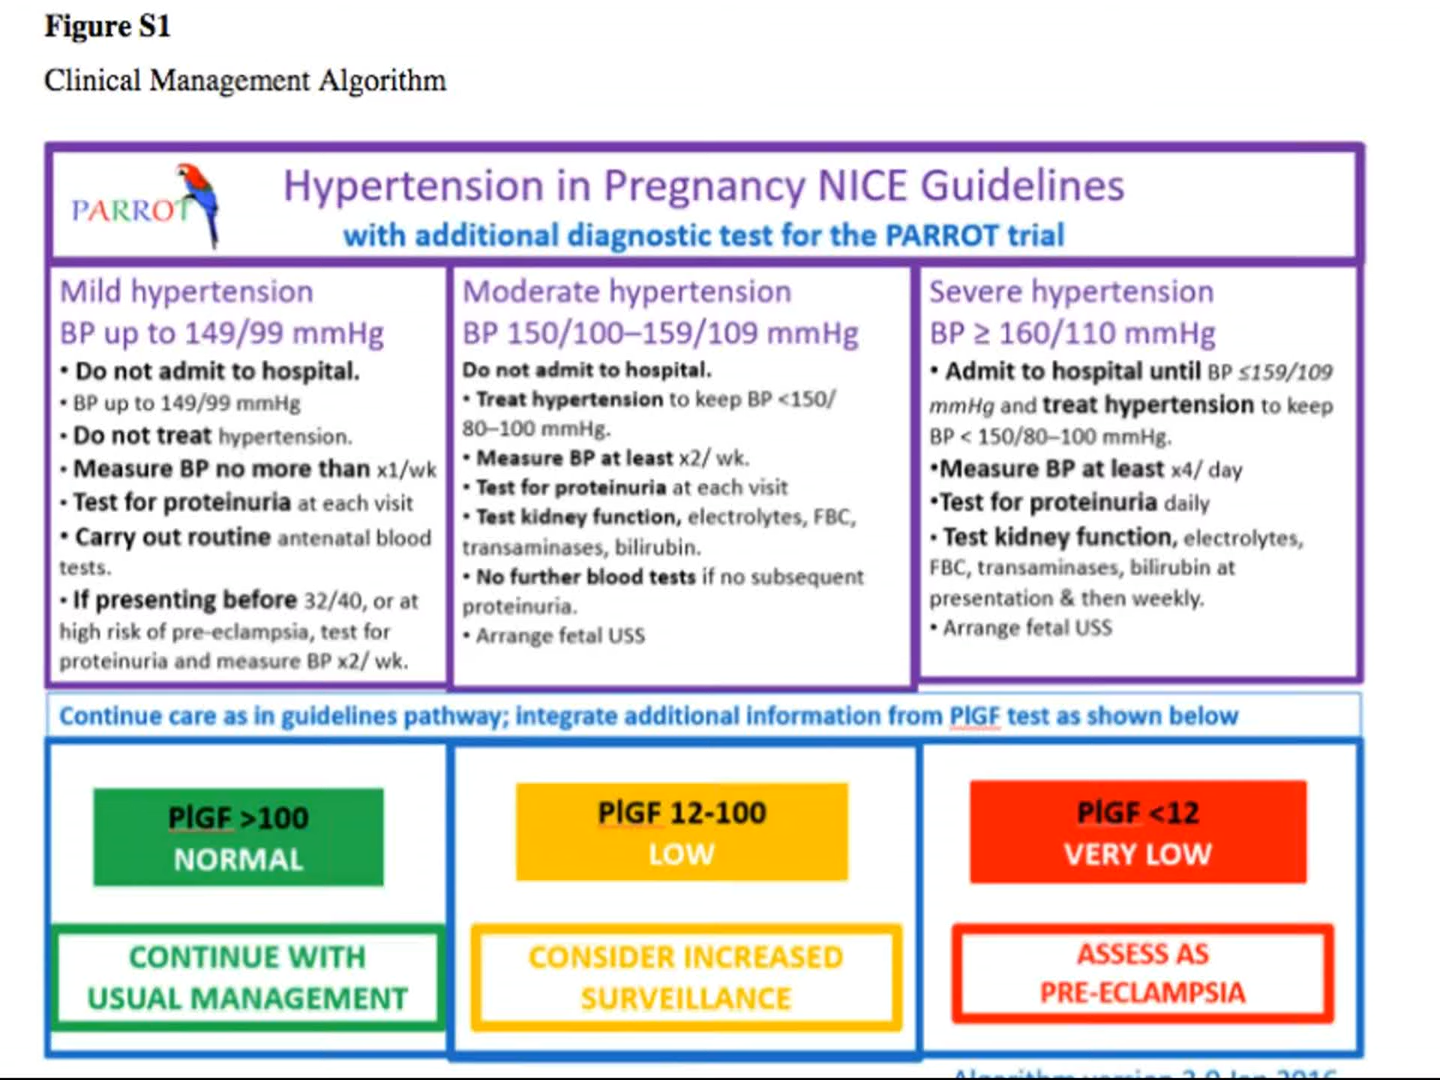 Figure S1
Clinical Management Algorithm
PARROT
Hypertension in Pregnancy NICE Guidelines
with additional diagnostic test for the PARROT trial
Mild hypertension
BP up to 149/99 mmHg
• Do not admit to hospital.
• BP up to 149/99 mmHg
• Do not treat hypertension.
• Measure BP no more than x1/wk
• Test for proteinuria at each visit
• Carry out routine antenatal blood
tests.
• If presenting before 32/40, or at
high risk of pre-eclampsia, test for
proteinuria and measure BP x2/ wk.
Moderate hypertension
BP 150/100–159/109 mmHg
Do not admit to hospital.
• Treat hypertension to keep BP <150/
80–100 mmHg.
• Measure BP at least x2/ wk.
• Test for proteinuria at each visit
• Test kidney function, electrolytes, FBC,
transaminases, bilirubin.
• No further blood tests if no subsequent
proteinuria.
• Arrange fetal USS
Severe hypertension
BP ≥ 160/110 mmHg
• Admit to hospital until BP ≤159/109
mmHg and treat hypertension to keep
BP < 150/80–100 mmHg.
•Measure BP at least x4/ day
•Test for proteinuria daily
• Test kidney function, electrolytes,
FBC, transaminases, bilirubin at
presentation & then weekly.
• Arrange fetal USS
Continue care as in guidelines pathway; integrate additional information from PlGF test as shown below
PlGF >100
NORMAL
CONTINUE WITH
USUAL MANAGEMENT
PlGF 12-100
LOW
CONSIDER INCREASED
SURVEILLANCE
PlGF <12
VERY LOW
ASSESS AS
PRE-ECLAMPSIA
Algorithm version 2.0 Jan 2016